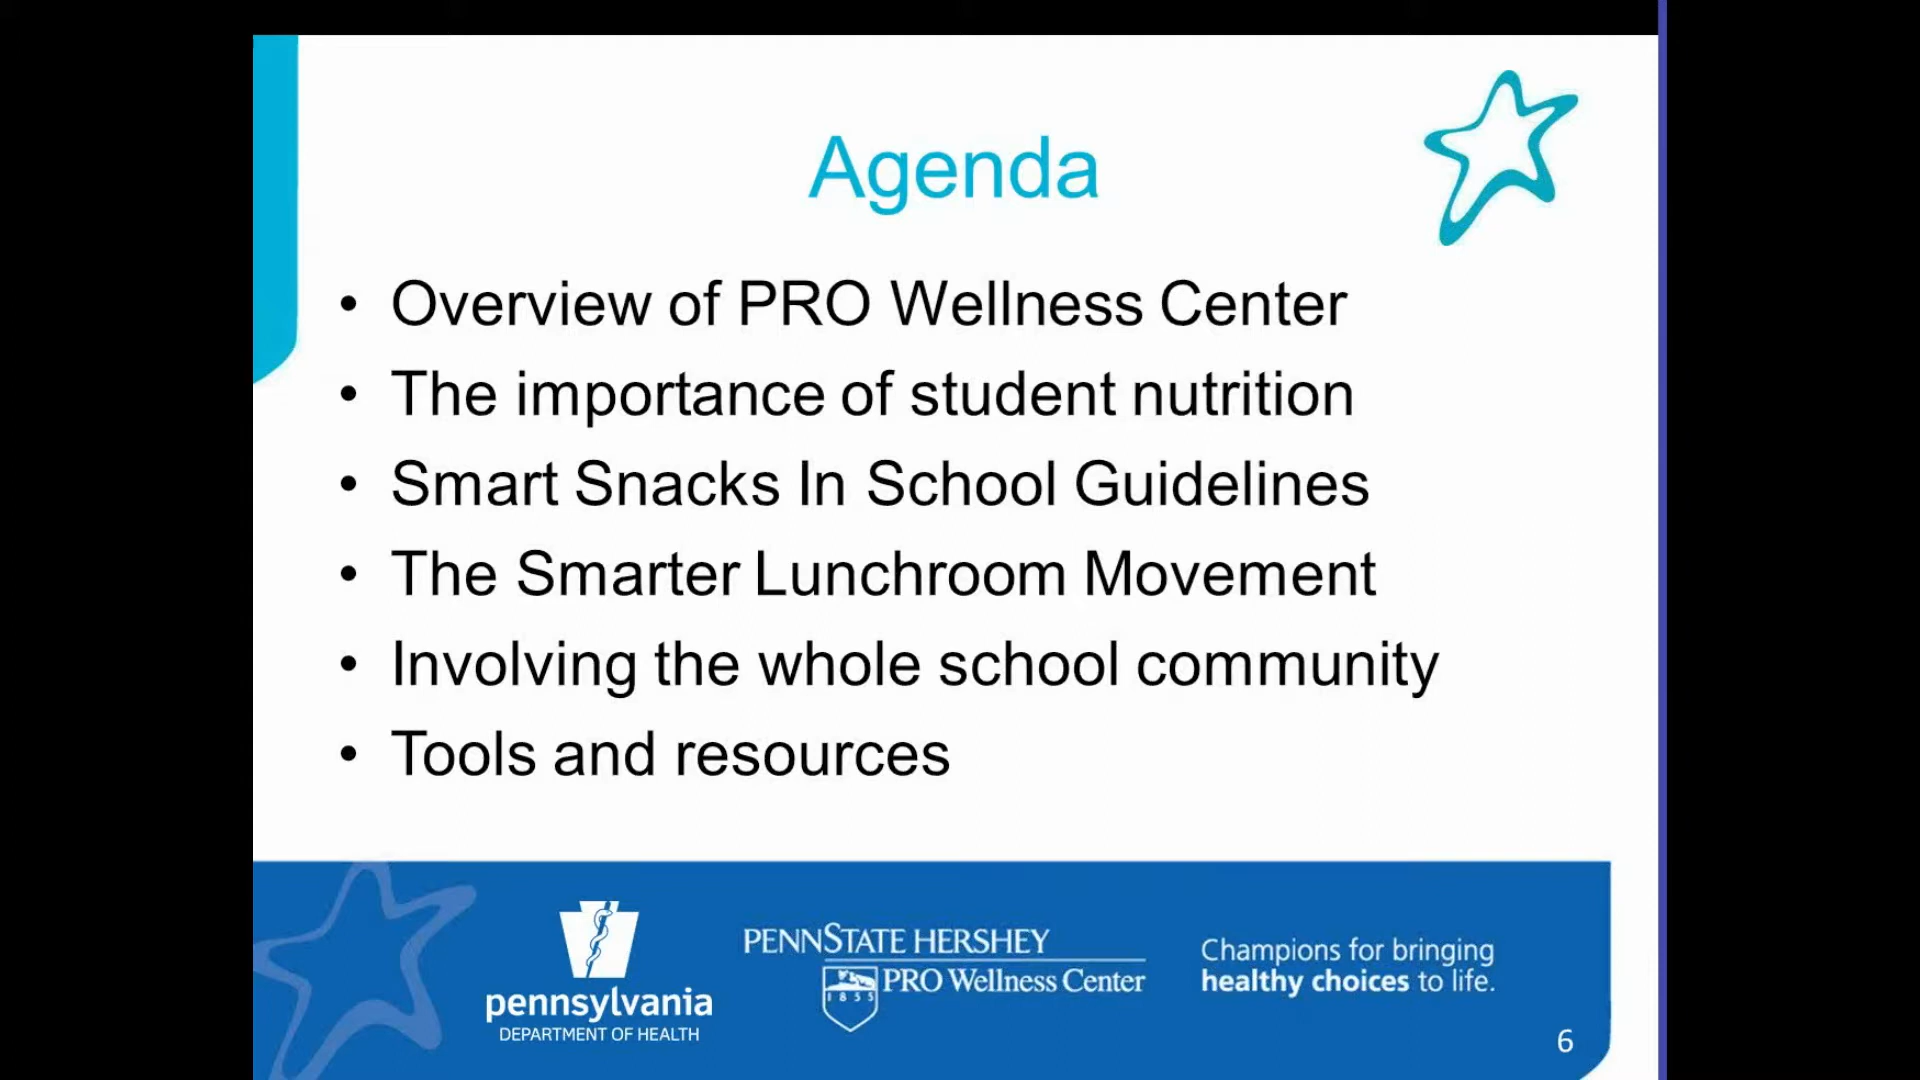 Agenda
• Overview of PRO Wellness Center
• The importance of student nutrition
• Smart Snacks In School Guidelines
• The Smarter Lunchroom Movement
• Involving the whole school community
• Tools and resources
pennsylvania
DEPARTMENT OF HEALTH
PENNSTATE HERSHEY
PRO Wellness Center
1855
Champions for bringing
healthy choices to life.
6